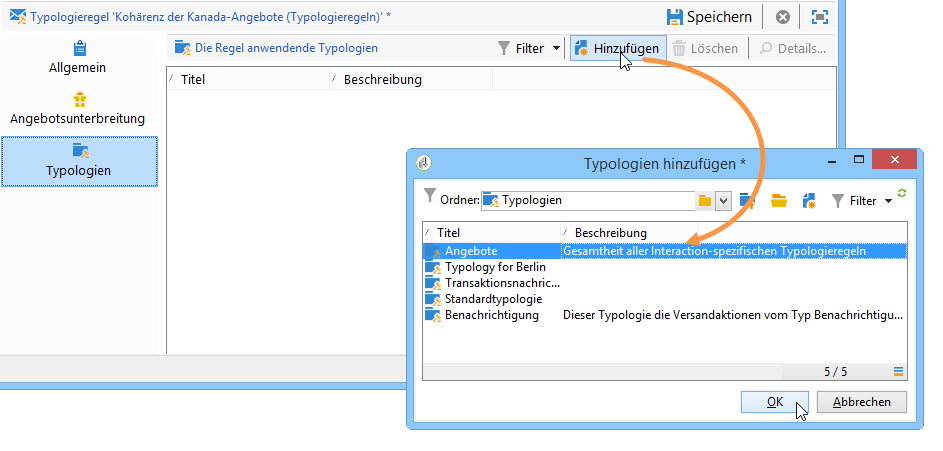 Typologieregel 'Kohärenz der Kanada-Angebote (Typologieregeln)' *
Speichern
Allgemein
Angebotsunterbreitung
Typologien
Die Regel anwendende Typologien
Filter
Hinzufügen
Löschen
Details...
Titel
Beschreibung
Typologien hinzufügen *
Ordner:
Typologien
Filter
Titel
Beschreibung
Angebote
Gesamtheit aller Interaction-spezifischen Typologieregeln
Typology for Berlin
Transaktionsnachric...
Standardtypologie
Benachrichtigung
Dieser Typologie die Versandaktionen vom Typ Benachrichtigu...
5 / 5
OK
Abbrechen